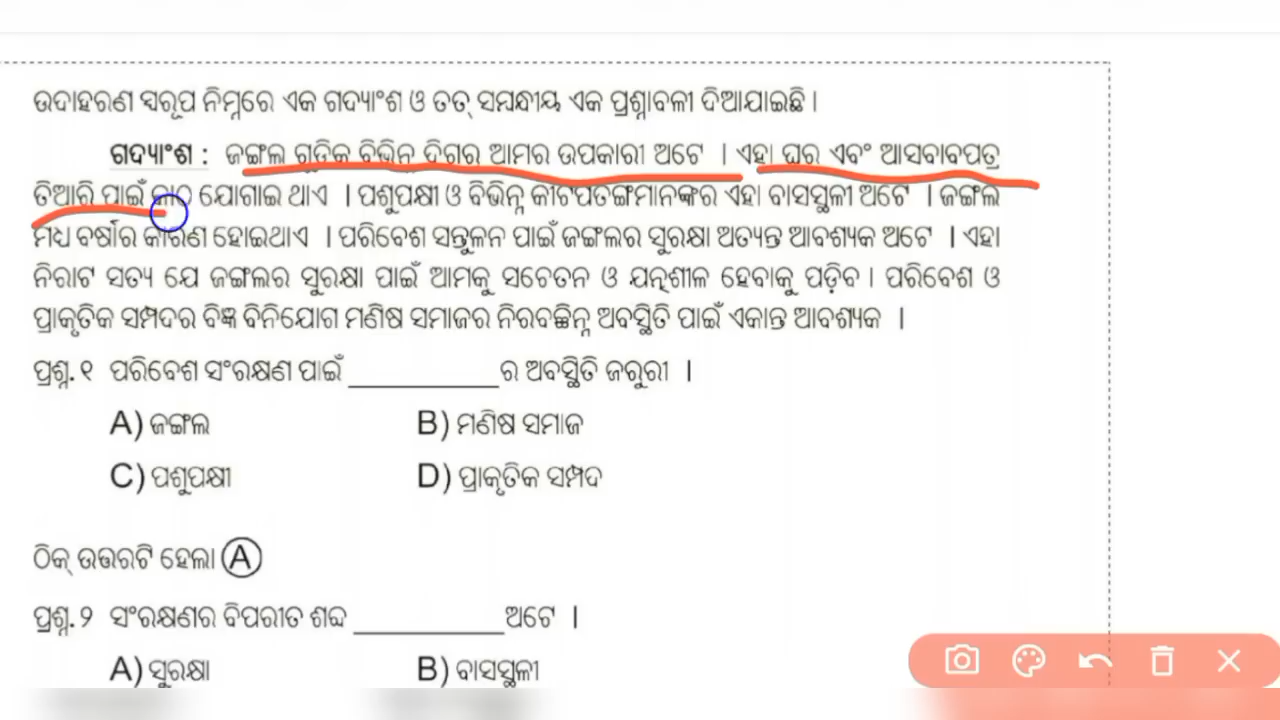 ଉଦାହରଣ ସ୍ୱରୂପ ନିମ୍ନରେ ଏକ ଗଦ୍ୟାଂଶ ଓ ତତ୍ ସମ୍ବନ୍ଧୀୟ ଏକ ପ୍ରଶ୍ନାବଳୀ ଦିଆଯାଇଛି ।
ଗଦ୍ୟାଂଶ : ଜଙ୍ଗଲ ଗୁଡିକ ବିଭିନ୍ନ ଦିଗରୁ ଆମର ଉପକାରୀ ଅଟେ । ଏହା ଘର ଏବଂ ଆସବାବପତ୍ର
ତିଆରି ପାଇଁ କାଠ ଯୋଗାଇ ଥାଏ । ପଶୁପକ୍ଷୀ ଓ ବିଭିନ୍ନ କୀଟପତଙ୍ଗମାନଙ୍କର ଏହା ବାସସ୍ଥଳୀ ଅଟେ । ଜଙ୍ଗଲ
ମଧ୍ୟ ବର୍ଷାର କାରଣ ହୋଇଥାଏ । ପରିବେଶ ସନ୍ତୁଳନ ପାଇଁ ଜଙ୍ଗଲର ସୁରକ୍ଷା ଅତ୍ୟନ୍ତ ଆବଶ୍ୟକ ଅଟେ । ଏହା
ନିରାଟ ସତ୍ୟ ଯେ ଜଙ୍ଗଲର ସୁରକ୍ଷା ପାଇଁ ଆମକୁ ସଚେତନ ଓ ଯତ୍ନଶୀଳ ହେବାକୁ ପଡ଼ିବ । ପରିବେଶ ଓ
ପ୍ରାକୃତିକ ସମ୍ପଦର ବିଜ୍ଞ ବିନିଯୋଗ ମଣିଷ ସମାଜର ନିରବଚ୍ଛିନ୍ନ ଅବସ୍ଥିତି ପାଇଁ ଏକାନ୍ତ ଆବଶ୍ୟକ ।
ପ୍ରଶ୍ନ.୧ ପରିବେଶ ସଂରକ୍ଷଣ ପାଇଁ __________ ର ଅବସ୍ଥିତି ଜରୁରୀ ।
A) ଜଙ୍ଗଲ B) ମଣିଷ ସମାଜ
C) ପଶୁପକ୍ଷୀ D) ପ୍ରାକୃତିକ ସମ୍ପଦ
ଠିକ୍ ଉତ୍ତରଟି ହେଲା A
ପ୍ରଶ୍ନ.୨ ସଂରକ୍ଷଣର ବିପରୀତ ଶବ୍ଦ __________ ଅଟେ ।
A) ସୁରକ୍ଷା B) ବାସସ୍ଥଳୀ